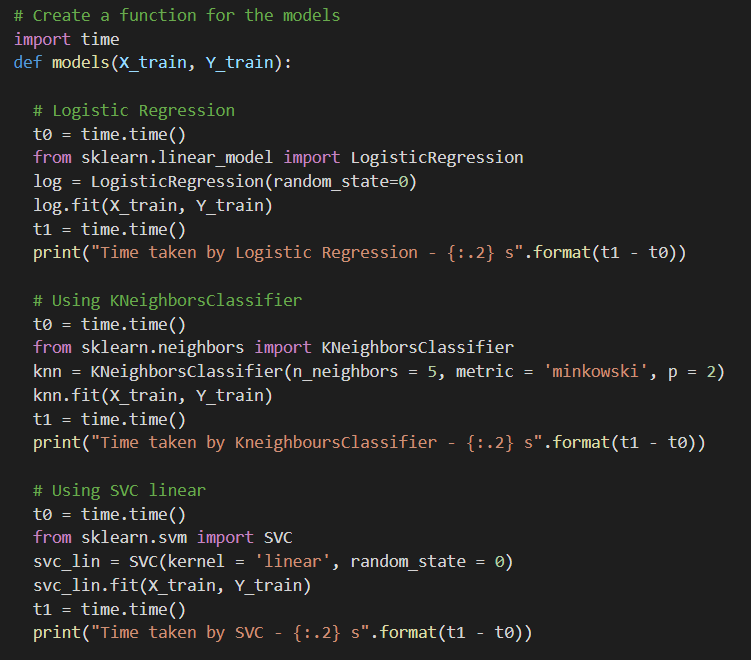 # Create a function for the models
import time
def models(X_train, Y_train):
# Logistic Regression
t0 = time.time()
from sklearn.linear_model import LogisticRegression
log = LogisticRegression(random_state=0)
log.fit(X_train, Y_train)
t1 = time.time()
print("Time taken by Logistic Regression - {:.2} s".format(t1 - t0))
# Using KNeighborsClassifier
t0 = time.time()
from sklearn.neighbors import KNeighborsClassifier
knn = KNeighborsClassifier(n_neighbors = 5, metric = 'minkowski', p = 2)
knn.fit(X_train, Y_train)
t1 = time.time()
print("Time taken by KneighboursClassifier - {:.2} s".format(t1 - t0))
# Using SVC linear
t0 = time.time()
from sklearn.svm import SVC
svc_lin = SVC(kernel = 'linear', random_state = 0)
svc_lin.fit(X_train, Y_train)
t1 = time.time()
print("Time taken by SVC - {:.2} s".format(t1 - t0))